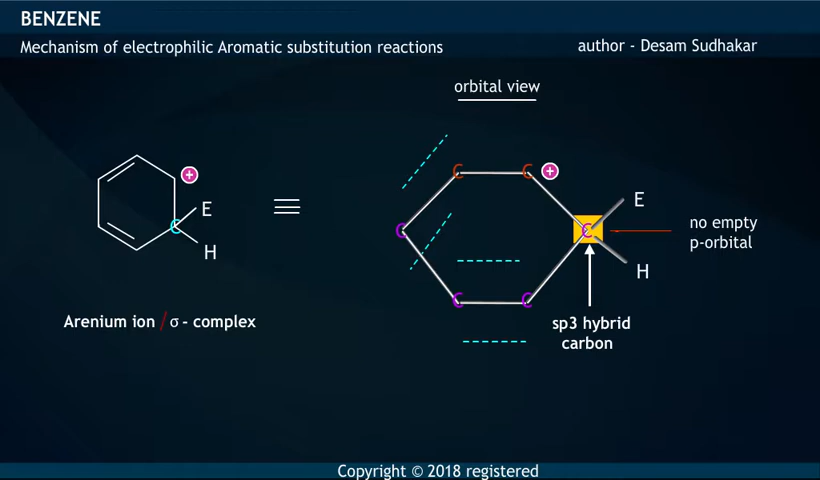 BENZENE
Mechanism of electrophilic Aromatic substitution reactions
author - Desam Sudhakar
orbital view
+
E
C
H
≡
C
C
+
C
C
E
H
no empty
p-orbital
C
C
sp3 hybrid
carbon
Arenium ion / σ - complex
Copyright © 2018 registered